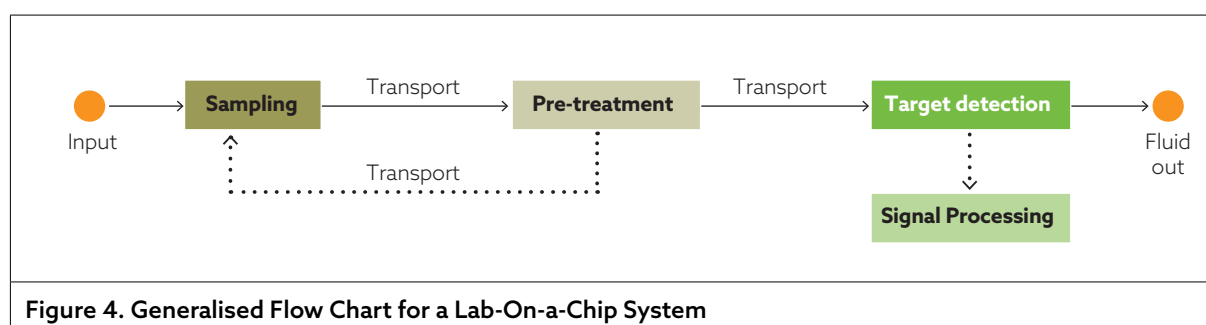 Transport
Transport
Sampling
Pre-treatment
Target detection
Input
Fluid
out
Transport
Signal Processing
Figure 4. Generalised Flow Chart for a Lab-On-a-Chip System